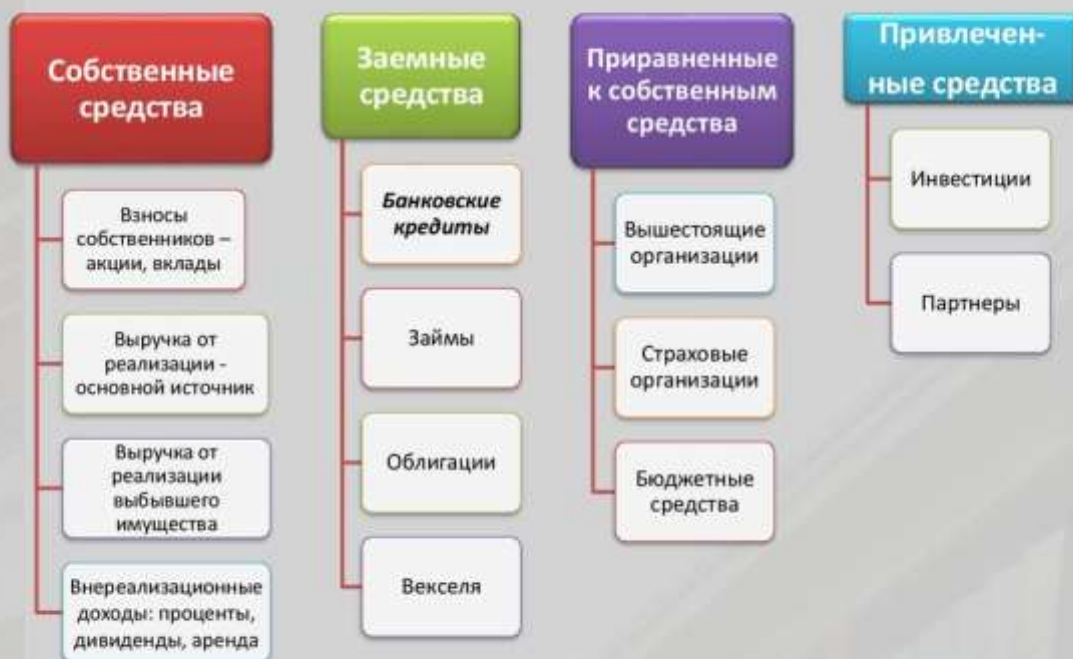 Собственные
средства
Взносы
собственников –
акции, вклады
Выручка от
реализации -
основной источник
Выручка от
реализации
выбывшего
имущества
Внереализационные
доходы: проценты,
дивиденды, аренда
Заемные
средства
Банковские
кредиты
Займы
Облигации
Векселя
Приравненные
к собственным
средства
Вышестоящие
организации
Страховые
организации
Бюджетные
средства
Привлечен-
ные средства
Инвестиции
Партнеры